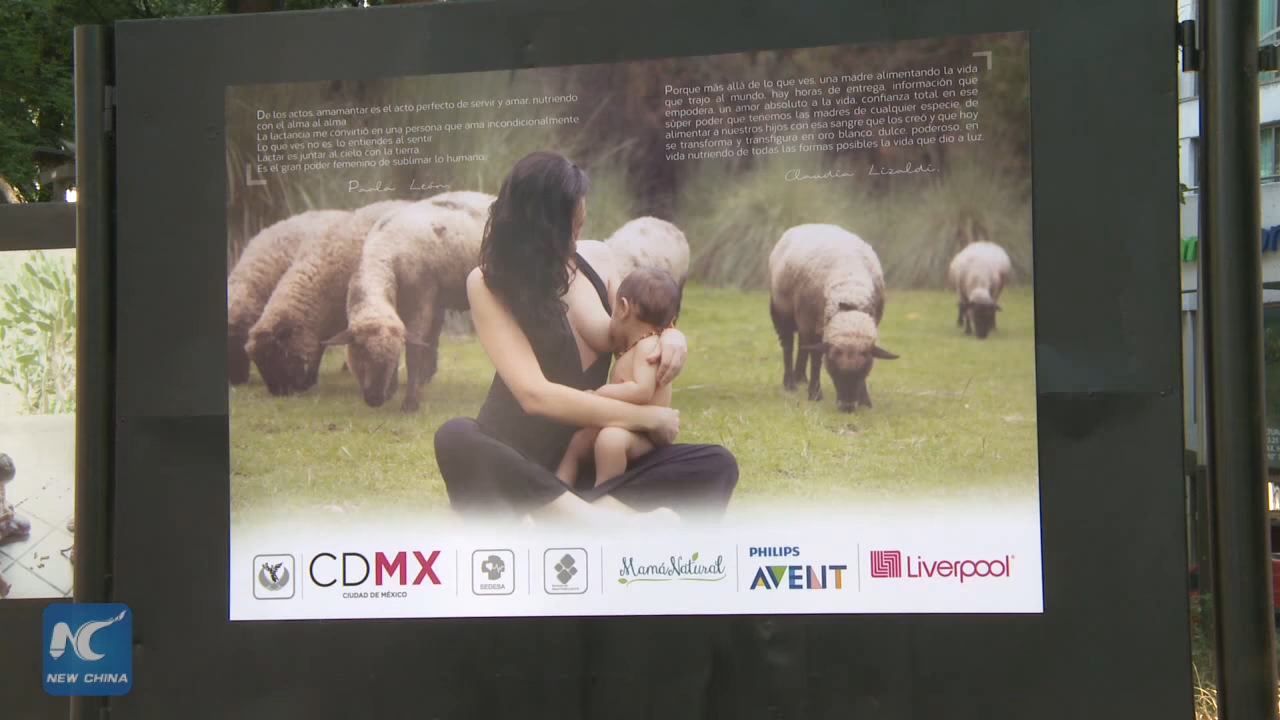 De los actos, amamantar es el acto perfecto de servir y amar, nutriendo
con el alma al alma.
La lactancia me convirtió en una persona que ama incondicionalmente
Lo que ves no es, lo entiendes al sentir.
Lactar es juntar al cielo con la tierra.
Es el gran poder femenino de sublimar lo humano.
Paola León
Porque más allá de lo que ves, una madre alimentando la vida
que trajo al mundo, hay horas de entrega, información que
empodera, un amor absoluto a la vida, confianza total en ese
súper poder que tenemos las madres de cualquier especie, de
alimentar a nuestros hijos con esa sangre que los creó y que hoy
se transforma y transfigura en oro blanco, dulce, poderoso, en
vida nutriendo de todas las formas posibles la vida que dio a luz.
Claudia Lizaldi.
CDMX
CIUDAD DE MÉXICO
SEDESA
MamáNatural
PHILIPS
AVENT
Liverpool
NEW CHINA